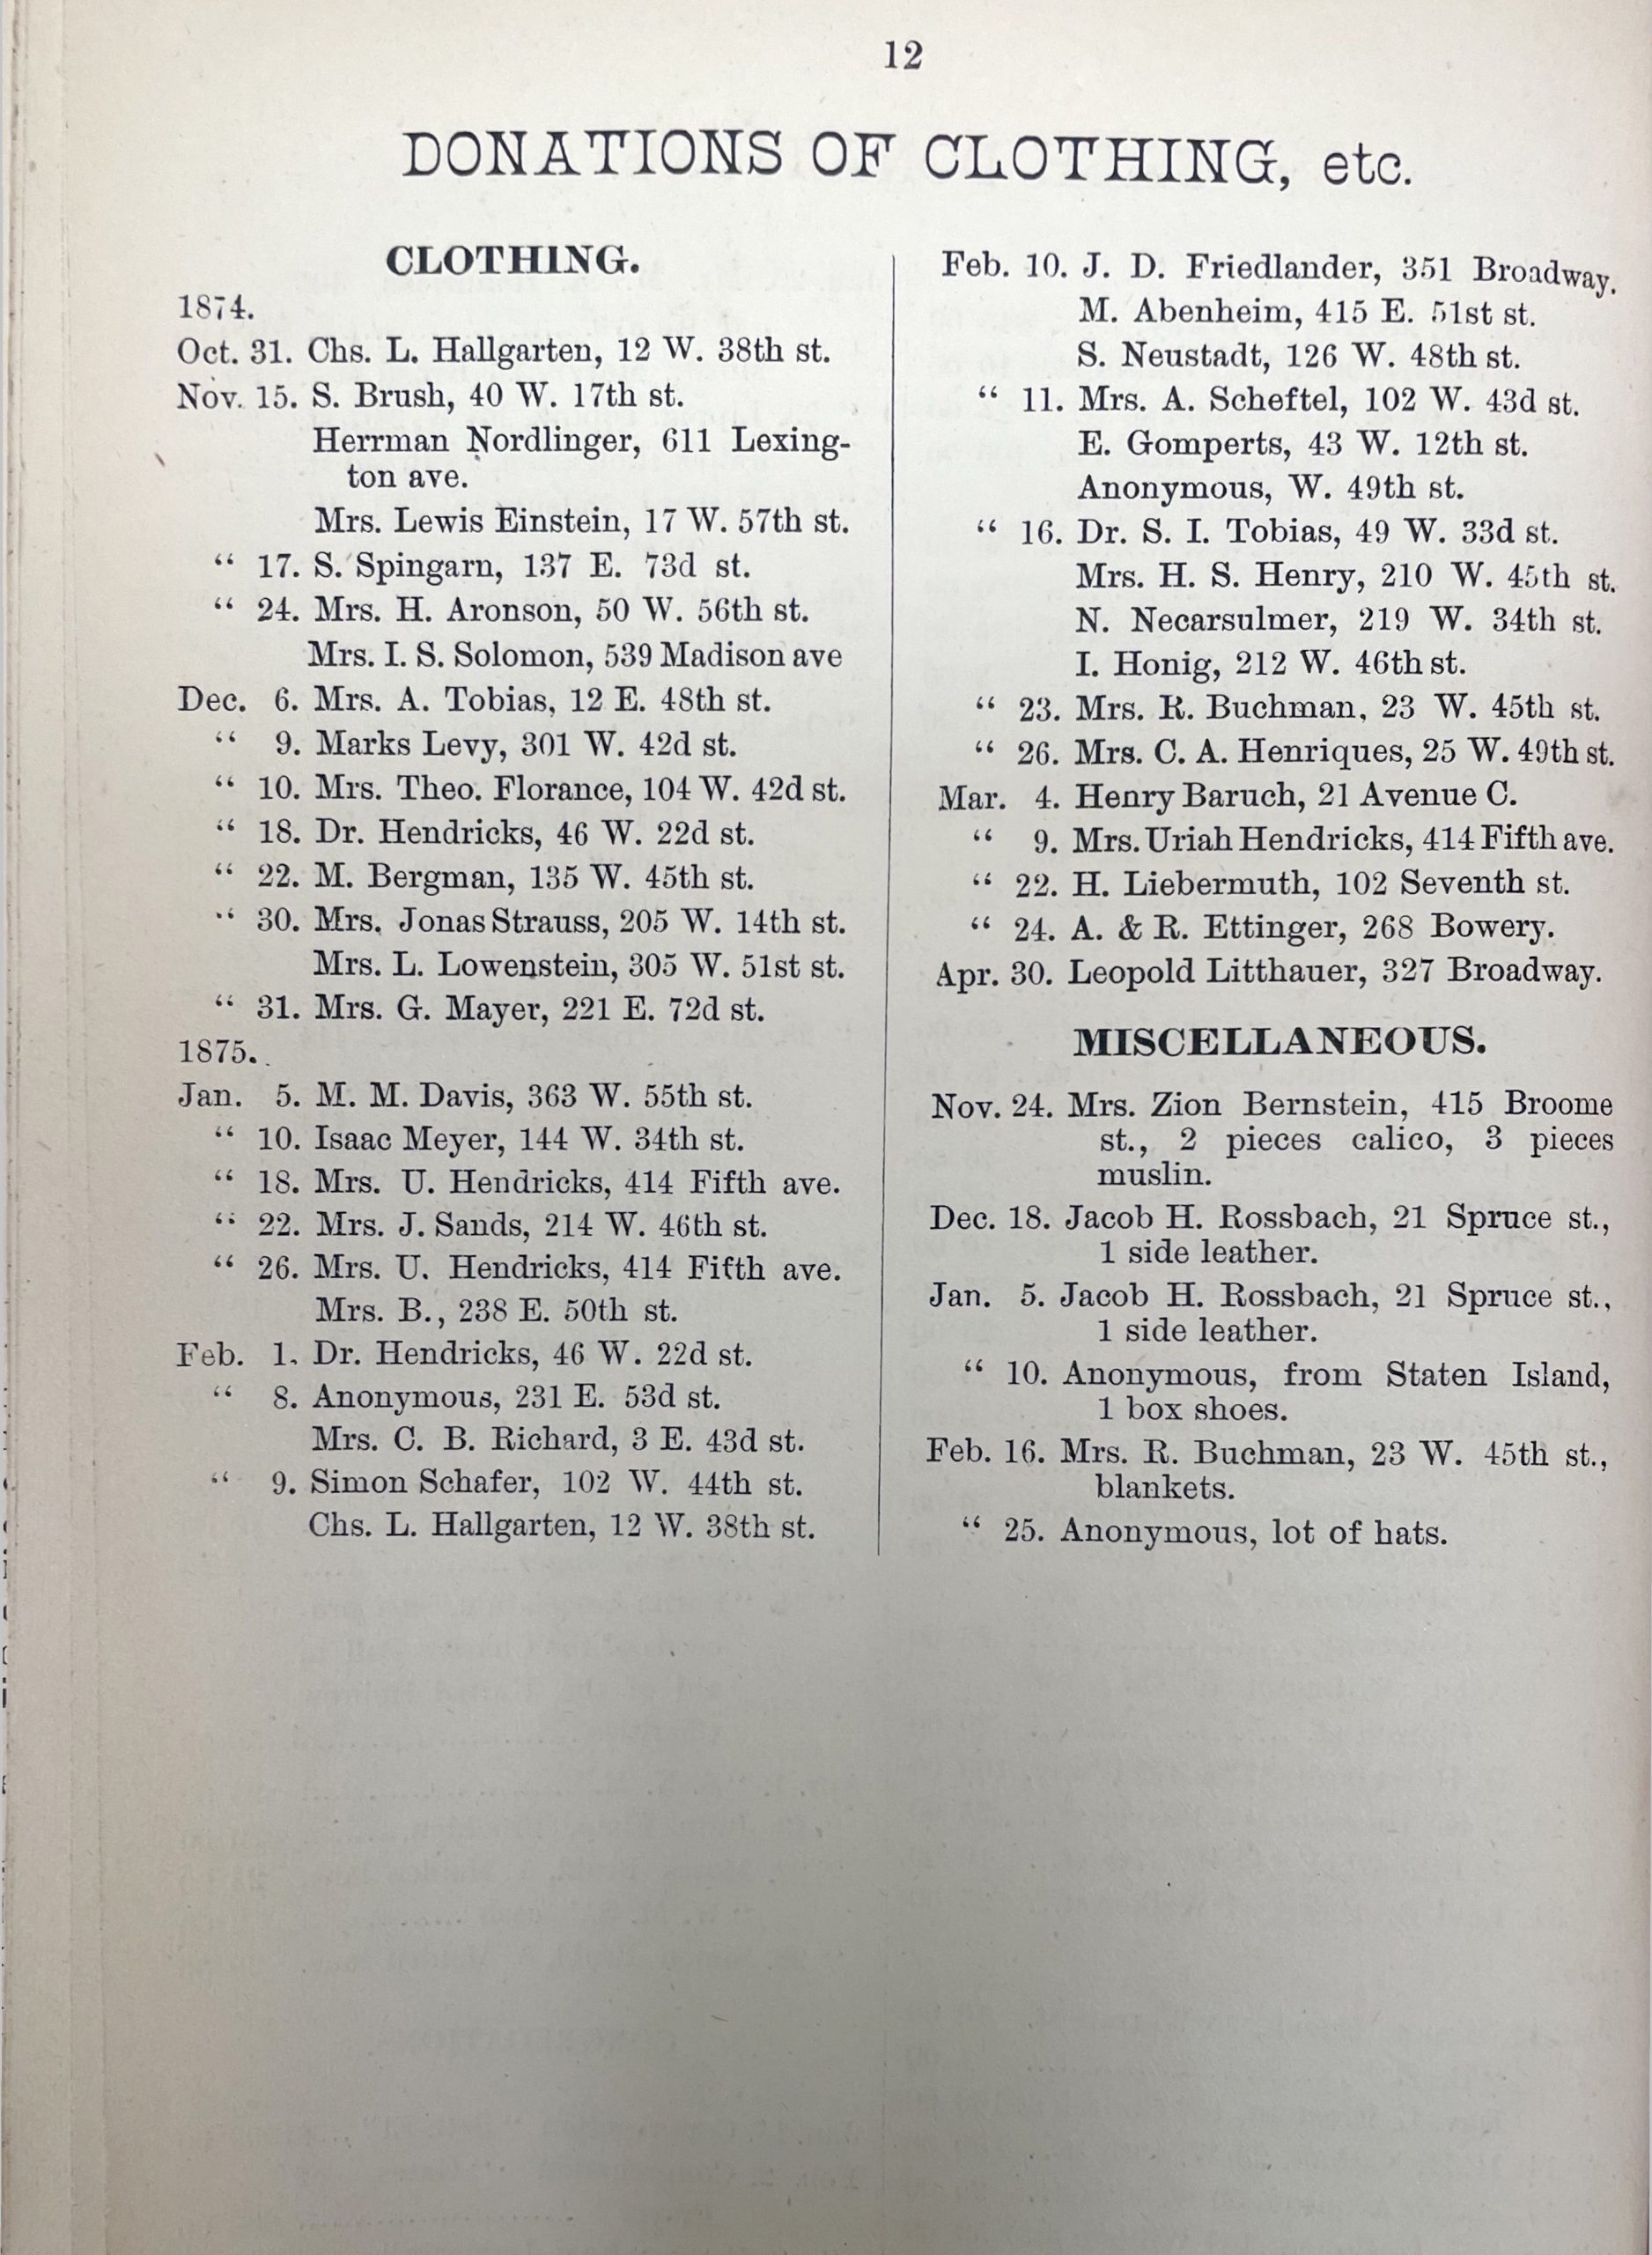 12
DONATIONS OF CLOTHING, etc.
CLOTHING.
1874.
Oct. 31. Chs. L. Hallgarten, 12 W. 38th st.
Nov. 15. S. Brush, 40 W. 17th st.
Herrman Nordlinger, 611 Lexing-
ton ave.
Mrs. Lewis Einstein, 17 W. 57th st.
“ 17. S. Spingarn, 137 E. 73d st.
“ 24. Mrs. H. Aronson, 50 W. 56th st.
Mrs. I. S. Solomon, 539 Madison ave
Dec. 6. Mrs. A. Tobias, 12 E. 48th st.
“ 9. Marks Levy, 301 W. 42d st.
“ 10. Mrs. Theo. Florance, 104 W. 42d st.
“ 18. Dr. Hendricks, 46 W. 22d st.
“ 22. M. Bergman, 135 W. 45th st.
“ 30. Mrs. Jonas Strauss, 205 W. 14th st.
Mrs. L. Lowenstein, 305 W. 51st st.
“ 31. Mrs. G. Mayer, 221 E. 72d st.
1875.
Jan. 5. M. M. Davis, 363 W. 55th st.
“ 10. Isaac Meyer, 144 W. 34th st.
“ 18. Mrs. U. Hendricks, 414 Fifth ave.
“ 22. Mrs. J. Sands, 214 W. 46th st.
“ 26. Mrs. U. Hendricks, 414 Fifth ave.
Mrs. B., 238 E. 50th st.
Feb. 1. Dr. Hendricks, 46 W. 22d st.
“ 8. Anonymous, 231 E. 53d st.
Mrs. C. B. Richard, 3 E. 43d st.
“ 9. Simon Schafer, 102 W. 44th st.
Chs. L. Hallgarten, 12 W. 38th st.
Feb. 10. J. D. Friedlander, 351 Broadway.
M. Abenheim, 415 E. 51st st.
S. Neustadt, 126 W. 48th st.
“ 11. Mrs. A. Scheftel, 102 W. 43d st.
E. Gomperts, 43 W. 12th st.
Anonymous, W. 49th st.
“ 16. Dr. S. I. Tobias, 49 W. 33d st.
Mrs. H. S. Henry, 210 W. 45th st.
N. Necarsulmer, 219 W. 34th st.
I. Honig, 212 W. 46th st.
“ 23. Mrs. R. Buchman, 23 W. 45th st.
“ 26. Mrs. C. A. Henriques, 25 W. 49th st.
Mar. 4. Henry Baruch, 21 Avenue C.
“ 9. Mrs. Uriah Hendricks, 414 Fifth ave.
“ 22. H. Liebermuth, 102 Seventh st.
“ 24. A. & R. Ettinger, 268 Bowery.
Apr. 30. Leopold Litthauer, 327 Broadway.
MISCELLANEOUS.
Nov. 24. Mrs. Zion Bernstein, 415 Broome
st., 2 pieces calico, 3 pieces
muslin.
Dec. 18. Jacob H. Rossbach, 21 Spruce st.,
1 side leather.
Jan. 5. Jacob H. Rossbach, 21 Spruce st.,
1 side leather.
“ 10. Anonymous, from Staten Island,
1 box shoes.
Feb. 16. Mrs. R. Buchman, 23 W. 45th st.,
blankets.
“ 25. Anonymous, lot of hats.